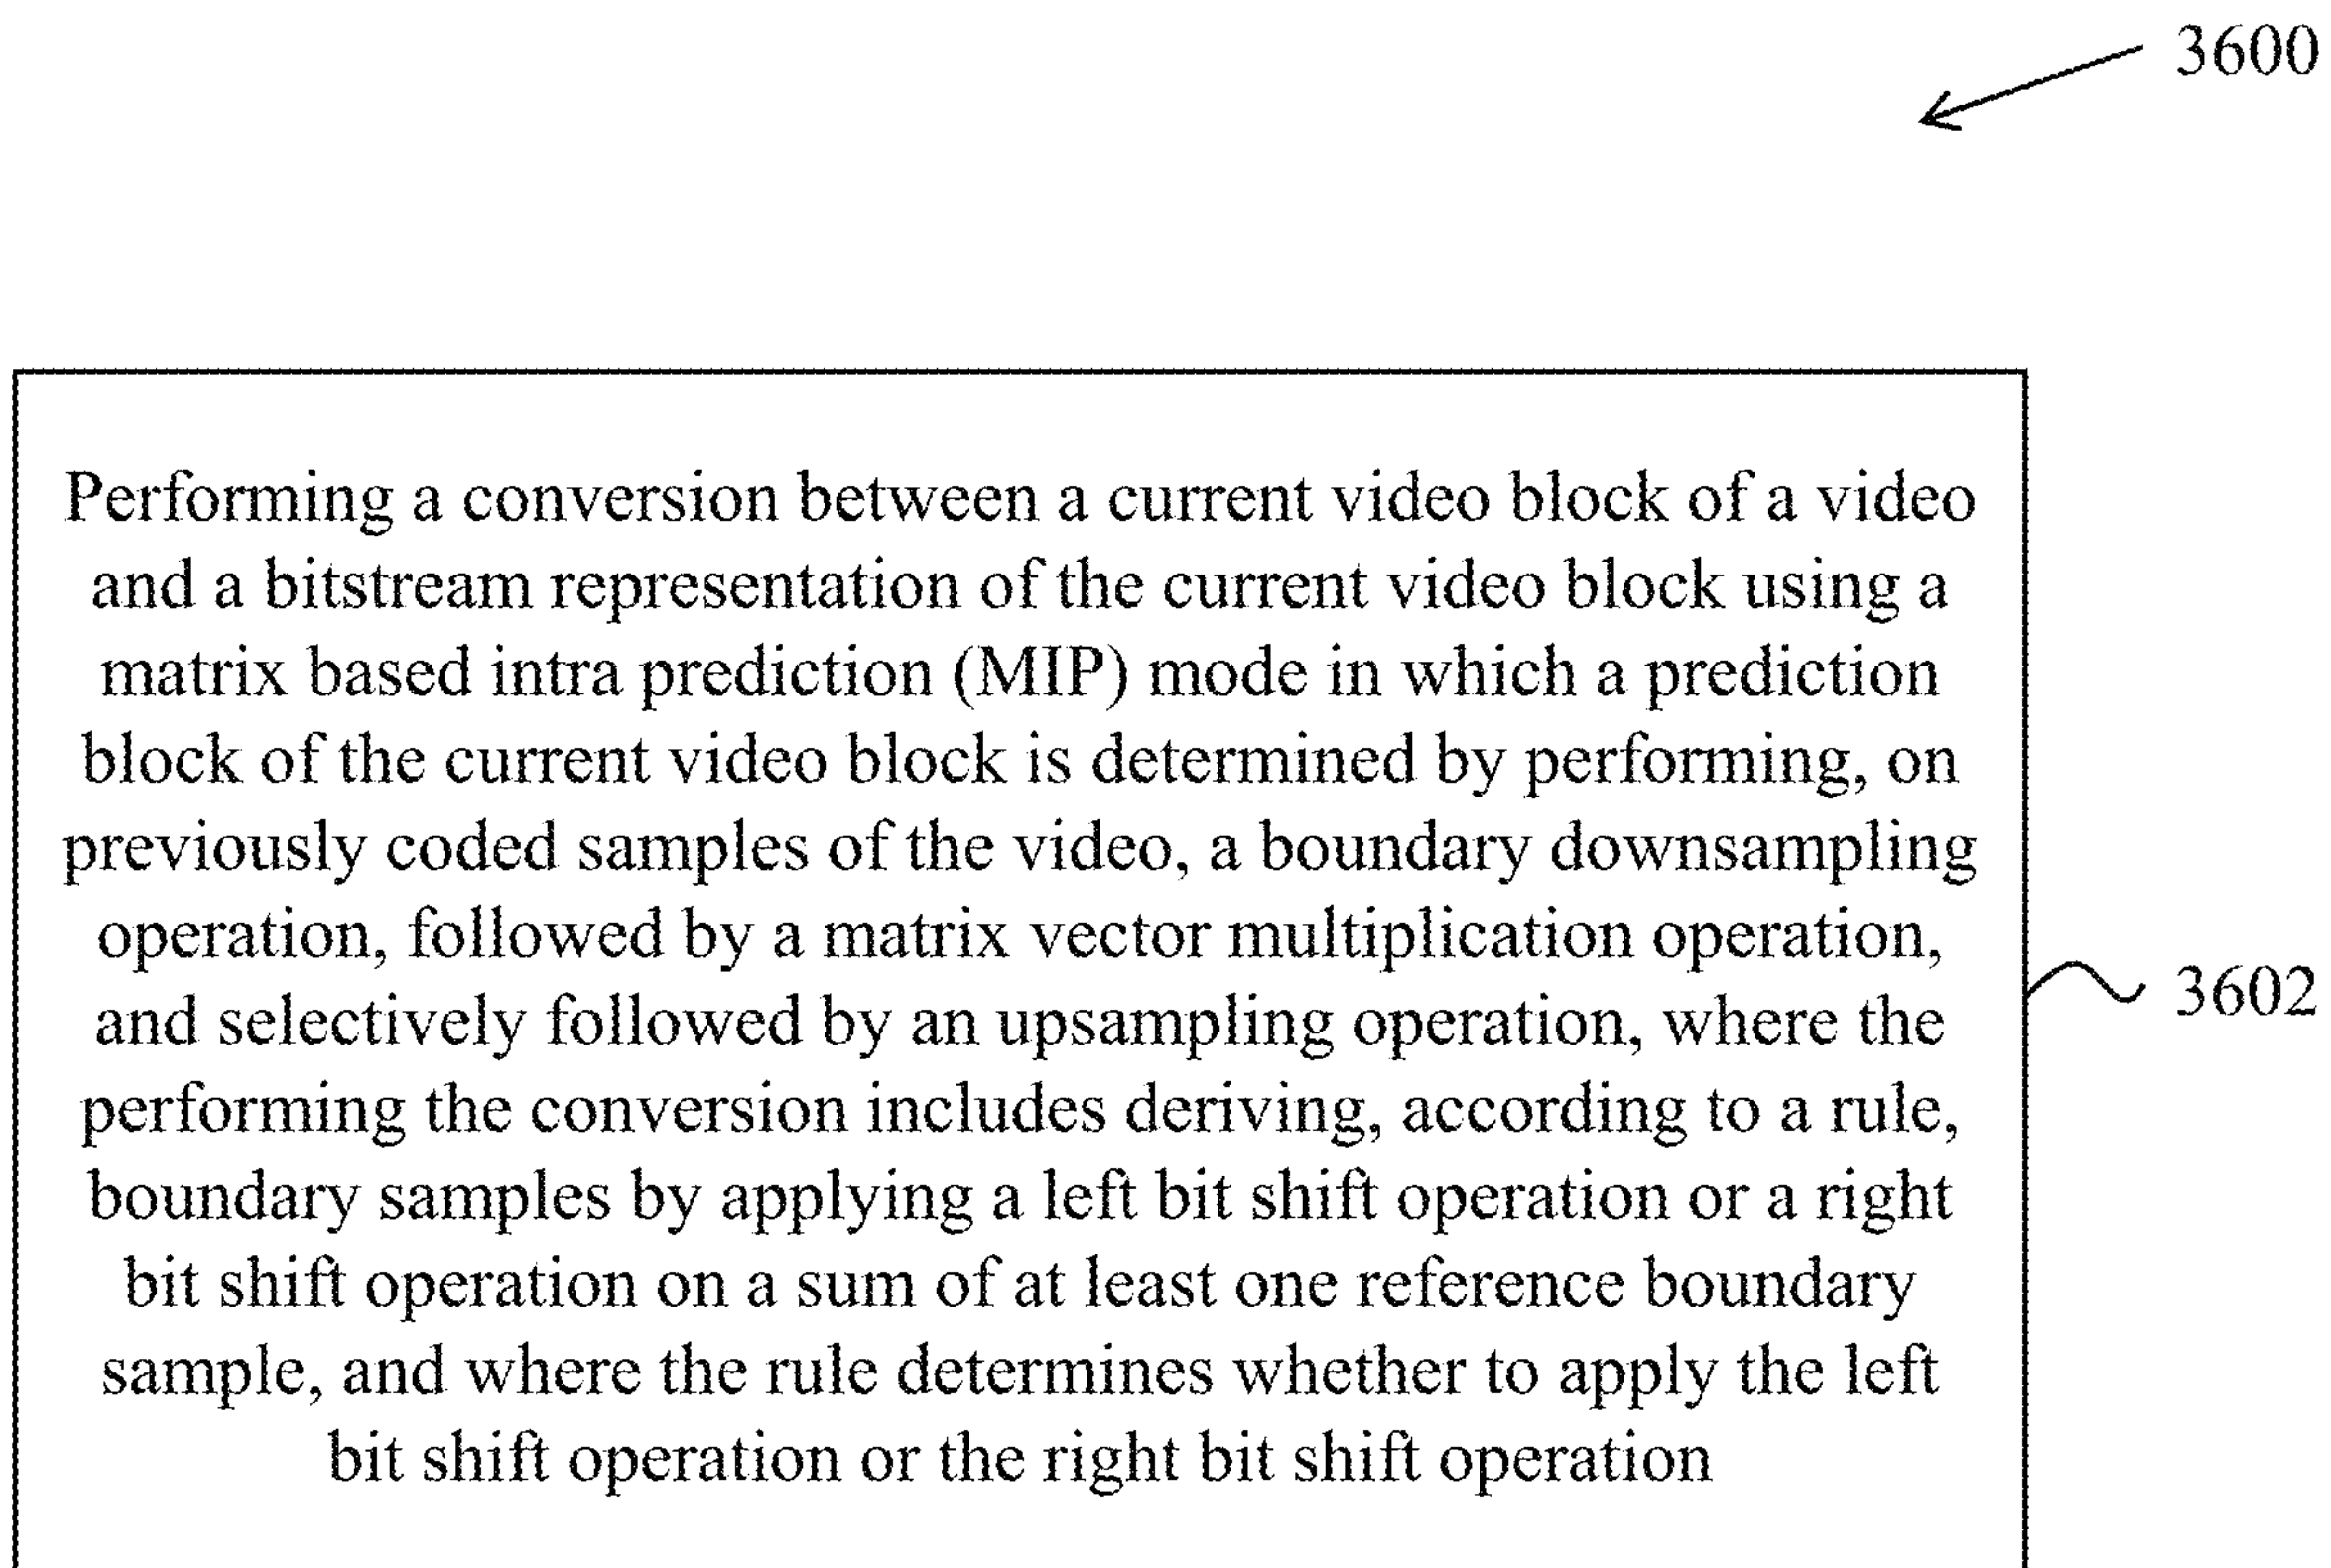 3600
Performing a conversion between a current video block of a video
and a bitstream representation of the current video block using a
matrix based intra prediction (MIP) mode in which a prediction
block of the current video block is determined by performing, on
previously coded samples of the video, a boundary downsampling
operation, followed by a matrix vector multiplication operation,
and selectively followed by an upsampling operation, where the
performing the conversion includes deriving, according to a rule,
boundary samples by applying a left bit shift operation or a right
bit shift operation on a sum of at least one reference boundary
sample, and where the rule determines whether to apply the left
bit shift operation or the right bit shift operation
3602